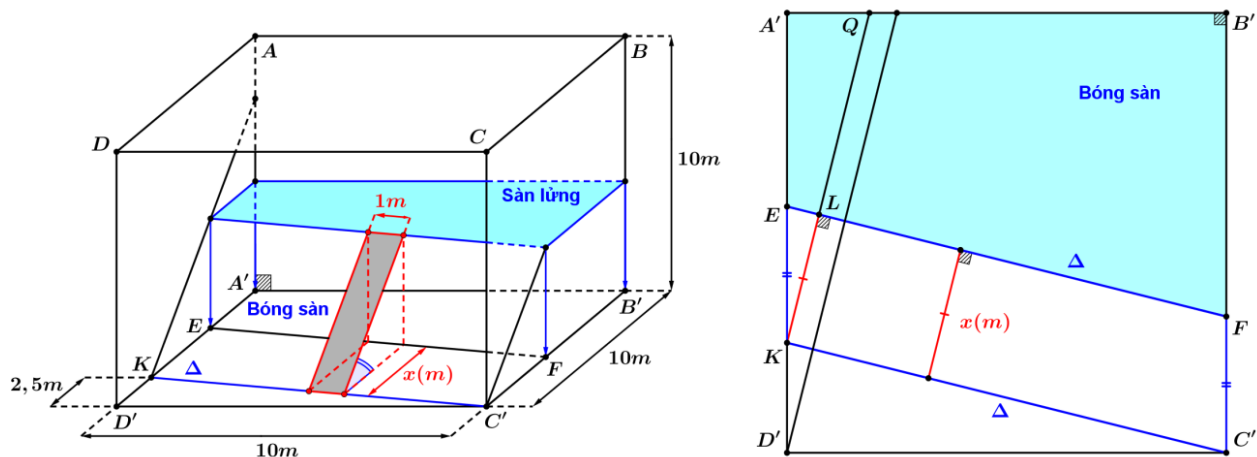 A
B
D
C
10m
Sàn lửng
1m
A′
B′
Bóng sàn
E
F
K
Δ
x(m)
10m
2,5m
D′
C′
10m
A′
Q
B′
Bóng sàn
E
L
Δ
F
x(m)
K
Δ
D′
C′